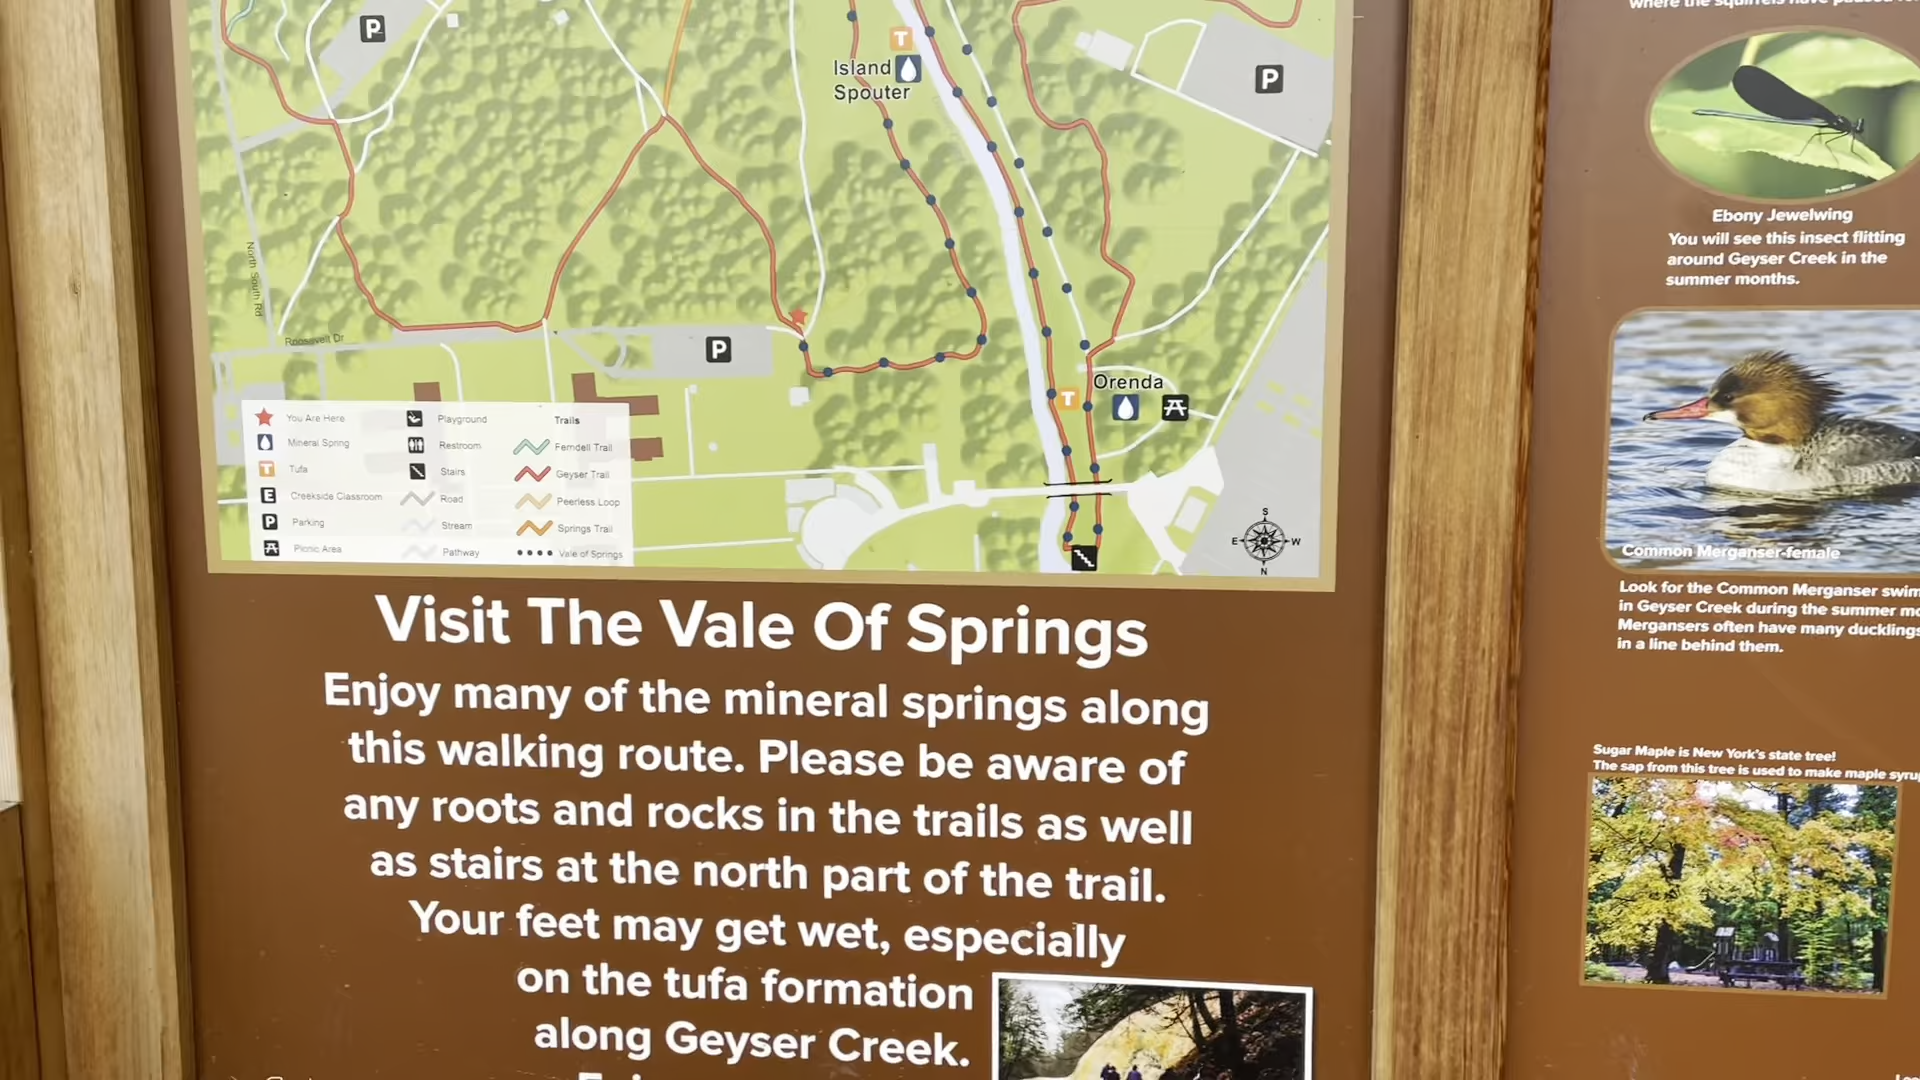 P
T
Island
Spouter
P
North South Rd
Roosevelt Dr
P
Orenda
T
You Are Here
Mineral Spring
T
Tufa
E
Creekside Classroom
P
Parking
Picnic Area
Playground
Restroom
Stairs
Road
Stream
Pathway
Trails
Ferndell Trail
Geyser Trail
Peerless Loop
Springs Trail
Vale of Springs
S
E W
N
Visit The Vale Of Springs
Enjoy many of the mineral springs along
this walking route. Please be aware of
any roots and rocks in the trails as well
as stairs at the north part of the trail.
Your feet may get wet, especially
on the tufa formation
along Geyser Creek.
where the squirrels have
Ebony Jewelwing
You will see this insect flitting
around Geyser Creek in the
summer months.
Common Merganser-female
Look for the Common Merganser swim
in Geyser Creek during the summer mo
Mergansers often have many ducklings
in a line behind them.
Sugar Maple is New York's state tree!
The sap from this tree is used to make maple syrup